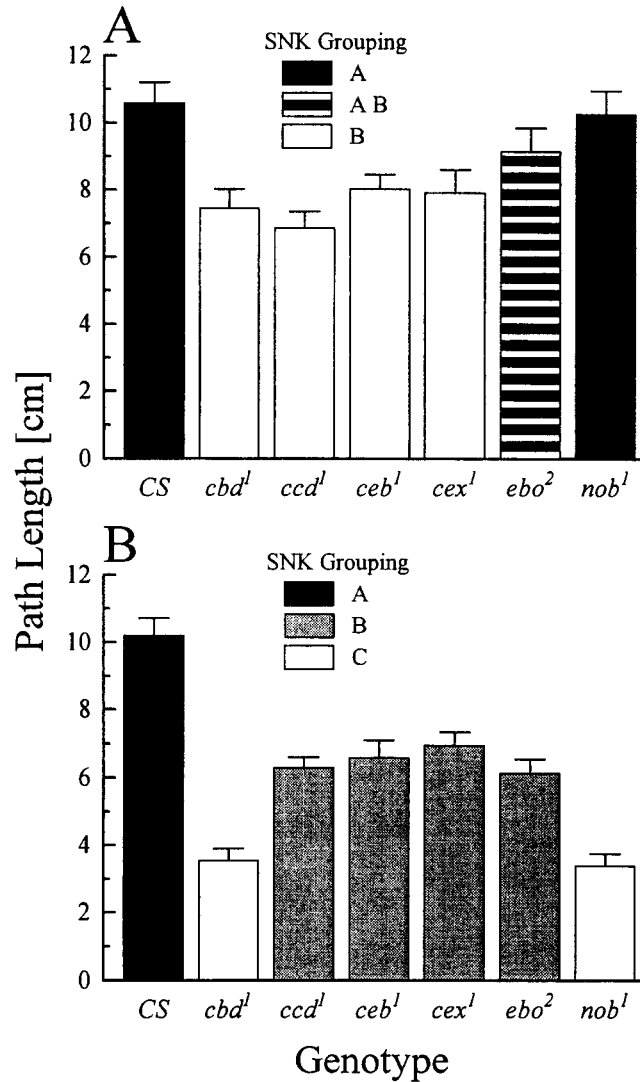 A
SNK Grouping
A
A B
B
12
10
8
6
4
2
0
CS cbd¹ ccd¹ ceb¹ cex¹ ebo² nob¹
Path Length [cm]
B
SNK Grouping
A
B
C
12
10
8
6
4
2
0
CS cbd¹ ccd¹ ceb¹ cex¹ ebo² nob¹
Genotype